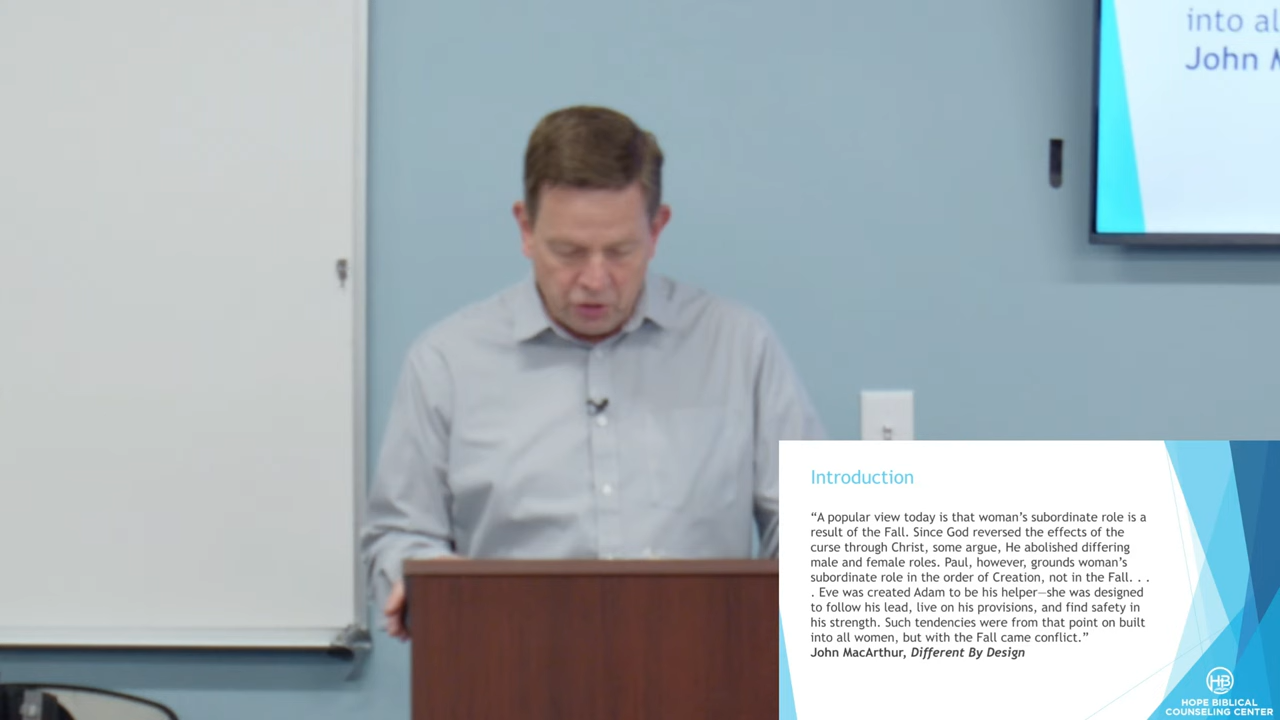 into al
John M
Introduction
“A popular view today is that woman’s subordinate role is a
result of the Fall. Since God reversed the effects of the
curse through Christ, some argue, He abolished differing
male and female roles. Paul, however, grounds woman’s
subordinate role in the order of Creation, not in the Fall. . .
. Eve was created Adam to be his helper—she was designed
to follow his lead, live on his provisions, and find safety in
his strength. Such tendencies were from that point on built
into all women, but with the Fall came conflict.”
John MacArthur, Different By Design
HB
HOPE BIBLICAL
COUNSELING CENTER